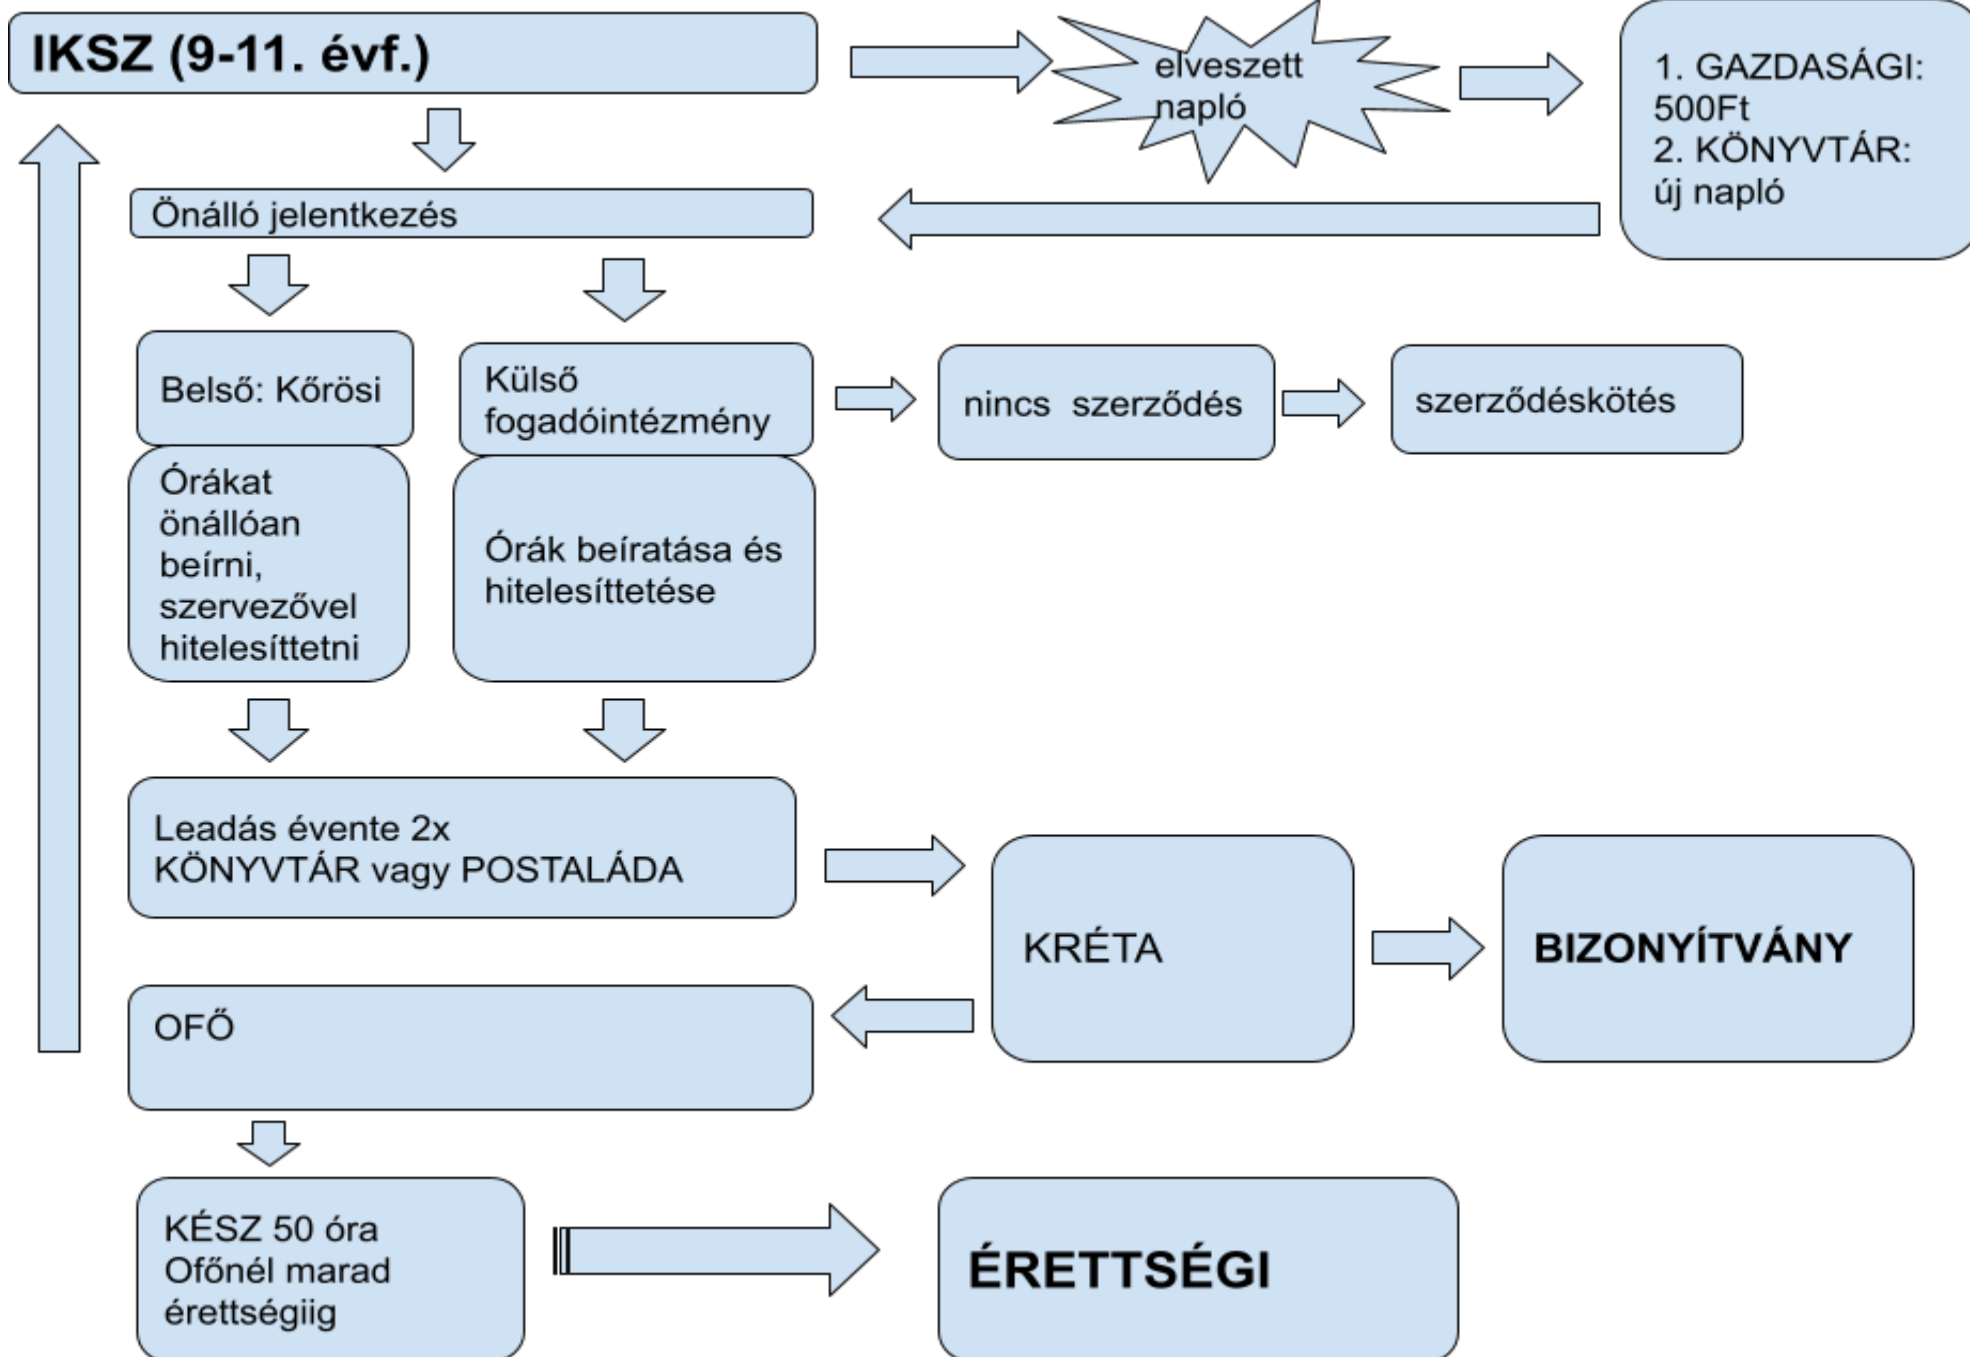 IKSZ (9-11. évf.)
elveszett
napló
1. GAZDASÁGI:
500Ft
2. KÖNYVTÁR:
új napló
Önálló jelentkezés
Belső: Kőrösi
Külső
fogadóintézmény
nincs szerződés
szerződéskötés
Órákat
önállóan
beírni,
szervezővel
hitelesíttetni
Órák beíratása és
hitelesíttetése
Leadás évente 2x
KÖNYVTÁR vagy POSTALÁDA
KRÉTA
BIZONYÍTVÁNY
OFŐ
KÉSZ 50 óra
Ofőnél marad
érettségiig
ÉRETTSÉGI